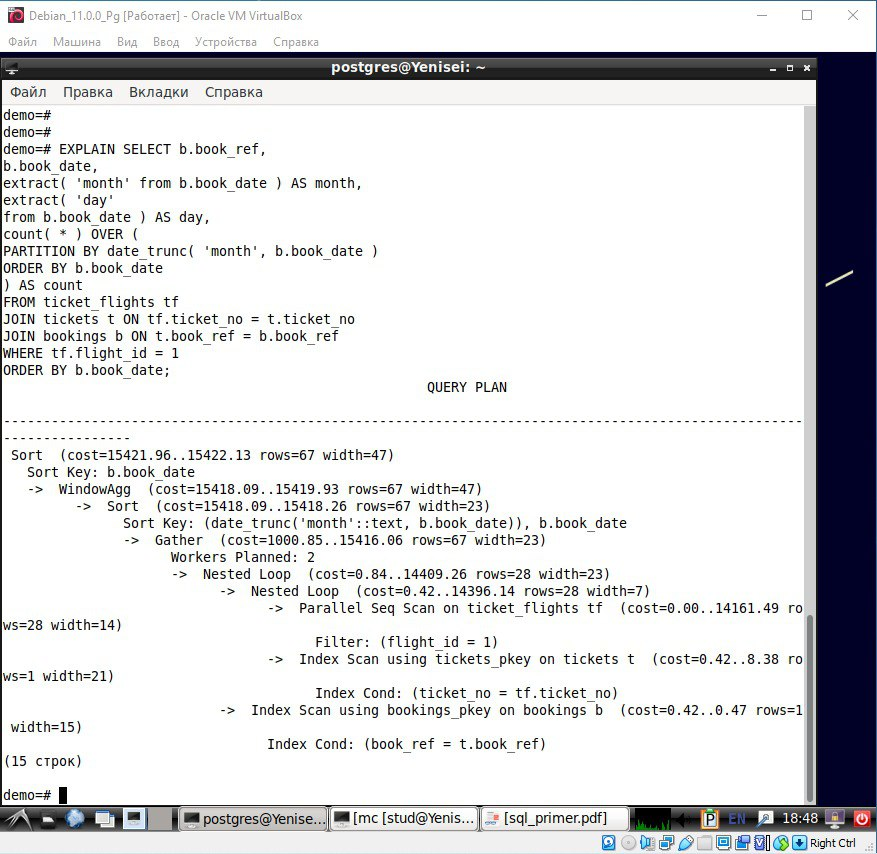 Debian_11.0.0_Pg [Работает] - Oracle VM VirtualBox
Файл Машина Вид Ввод Устройства Справка
postgres@Yenisei: ~
Файл Правка Вкладки Справка
demo=#
demo=#
demo=# EXPLAIN SELECT b.book_ref,
b.book_date,
extract( 'month' from b.book_date ) AS month,
extract( 'day'
from b.book_date ) AS day,
count( * ) OVER (
PARTITION BY date_trunc( 'month', b.book_date )
ORDER BY b.book_date
) AS count
FROM ticket_flights tf
JOIN tickets t ON tf.ticket_no = t.ticket_no
JOIN bookings b ON t.book_ref = b.book_ref
WHERE tf.flight_id = 1
ORDER BY b.book_date;
QUERY PLAN
----------------------------------------------------------------------------------------------------
----------------
Sort (cost=15421.96..15422.13 rows=67 width=47)
Sort Key: b.book_date
-> WindowAgg (cost=15418.09..15419.93 rows=67 width=47)
-> Sort (cost=15418.09..15418.26 rows=67 width=23)
Sort Key: (date_trunc('month'::text, b.book_date)), b.book_date
-> Gather (cost=1000.85..15416.06 rows=67 width=23)
Workers Planned: 2
-> Nested Loop (cost=0.84..14409.26 rows=28 width=23)
-> Nested Loop (cost=0.42..14396.14 rows=28 width=7)
-> Parallel Seq Scan on ticket_flights tf (cost=0.00..14161.49 ro
ws=28 width=14)
Filter: (flight_id = 1)
-> Index Scan using tickets_pkey on tickets t (cost=0.42..8.38 ro
ws=1 width=21)
Index Cond: (ticket_no = tf.ticket_no)
-> Index Scan using bookings_pkey on bookings b (cost=0.42..0.47 rows=1
width=15)
Index Cond: (book_ref = t.book_ref)
(15 строк)
demo=#
postgres@Yenise... [mc [stud@Yenis... [sql_primer.pdf] P EN 18:48
Right Ctrl